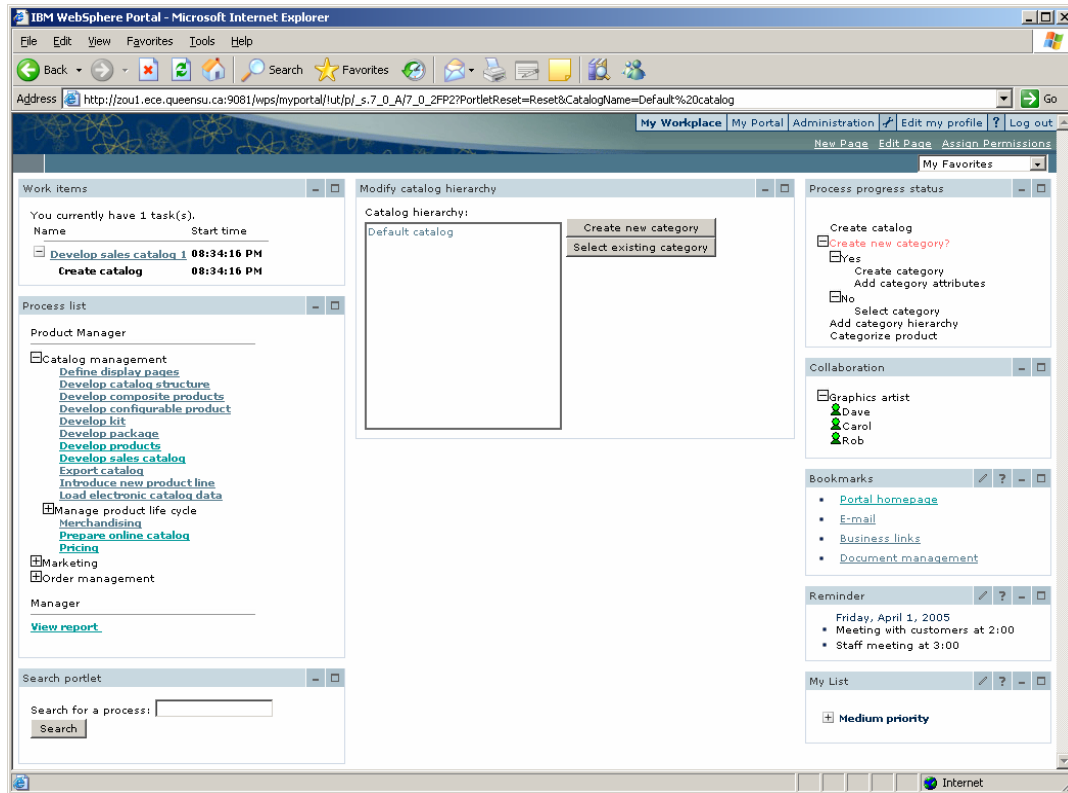 IBM WebSphere Portal - Microsoft Internet Explorer
File Edit View Favorites Tools Help
Back Search Favorites
Address http://zou1.ece.queensu.ca:9081/wps/myportal/!ut/p/_s.7_0_A/7_0_2FP2?PortletReset=Reset&CatalogName=Default%20catalog Go
My Workplace My Portal Administration Edit my profile ? Log out
New Page Edit Page Assign Permissions
My Favorites
Work items
You currently have 1 task(s).
Name Start time
Develop sales catalog 1 08:34:16 PM
Create catalog 08:34:16 PM
Process list
Product Manager
Catalog management
Define display pages
Develop catalog structure
Develop composite products
Develop configurable product
Develop kit
Develop package
Develop products
Develop sales catalog
Export catalog
Introduce new product line
Load electronic catalog data
Manage product life cycle
Merchandising
Prepare online catalog
Pricing
Marketing
Order management
Manager
View report
Search portlet
Search for a process:
Search
Modify catalog hierarchy
Catalog hierarchy:
Default catalog
Create new category
Select existing category
Process progress status
Create catalog
Create new category?
Yes
Create category
Add category attributes
No
Select category
Add category hierarchy
Categorize product
Collaboration
Graphics artist
Dave
Carol
Rob
Bookmarks ?
Portal homepage
E-mail
Business links
Document management
Reminder ?
Friday, April 1, 2005
Meeting with customers at 2:00
Staff meeting at 3:00
My List ?
Medium priority
Internet